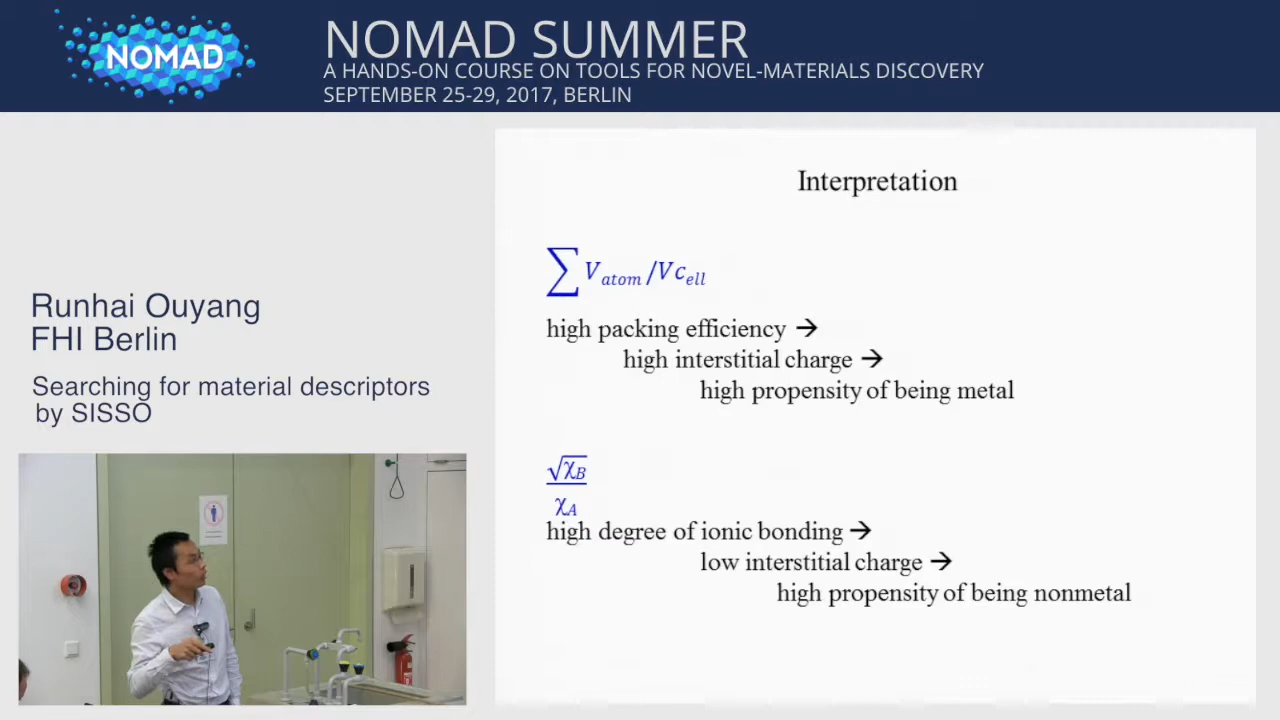 NOMAD
NOMAD SUMMER
A HANDS-ON COURSE ON TOOLS FOR NOVEL-MATERIALS DISCOVERY
SEPTEMBER 25-29, 2017, BERLIN
Runhai Ouyang
FHI Berlin
Searching for material descriptors
by SISSO
Interpretation
∑ V_atom /Vc_ell
high packing efficiency →
high interstitial charge →
high propensity of being metal
√χ_B
χ_A
high degree of ionic bonding →
low interstitial charge →
high propensity of being nonmetal